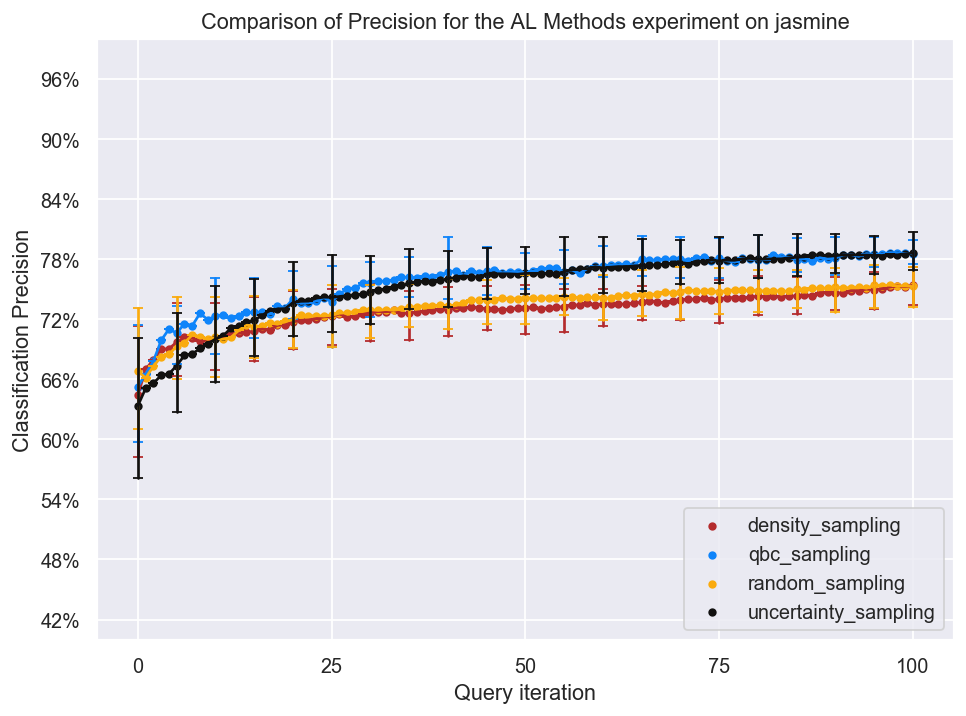 Comparison of Precision for the AL Methods experiment on jasmine
Classification Precision
96%
90%
84%
78%
72%
66%
60%
54%
48%
42%
0 25 50 75 100
Query iteration
density_sampling
qbc_sampling
random_sampling
uncertainty_sampling